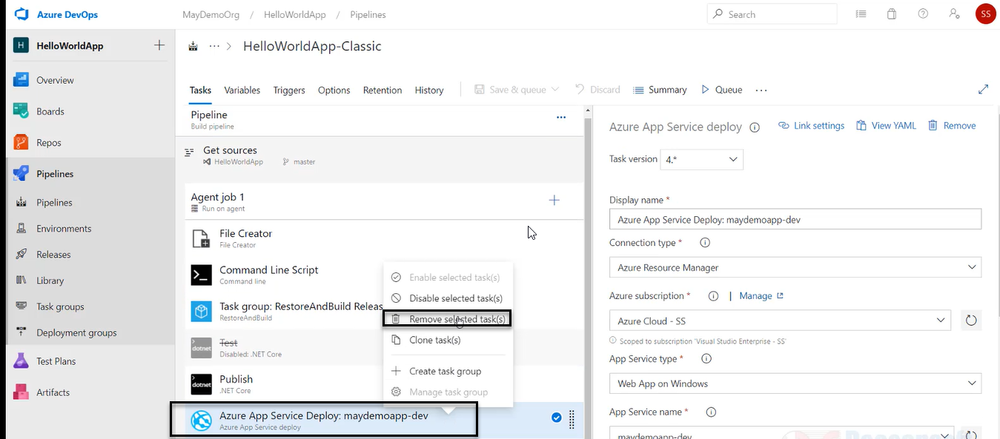 Azure DevOps
MayDemoOrg / HelloWorldApp / Pipelines
Search
SS
H HelloWorldApp
HelloWorldApp-Classic
Overview
Boards
Repos
Pipelines
Pipelines
Environments
Releases
Library
Task groups
Deployment groups
Test Plans
Artifacts
Tasks Variables Triggers Options Retention History Save & queue Discard Summary Queue
Pipeline
Build pipeline
Get sources
HelloWorldApp master
Agent job 1
Run on agent
File Creator
File Creator
Command Line Script
Command line
Task group: RestoreAndBuild Releas
RestoreAndBuild
dotnet Test
Disabled: .NET Core
dotnet Publish
.NET Core
Azure App Service Deploy: maydemoapp-dev
Azure App Service deploy
Enable selected task(s)
Disable selected task(s)
Remove selected task(s)
Clone task(s)
Create task group
Manage task group
Azure App Service deploy Link settings View YAML Remove
Task version 4.*
Display name *
Azure App Service Deploy: maydemoapp-dev
Connection type *
Azure Resource Manager
Azure subscription * | Manage
Azure Cloud - SS
Scoped to subscription 'Visual Studio Enterprise - SS'
App Service type *
Web App on Windows
App Service name *
maydemoapp-dev